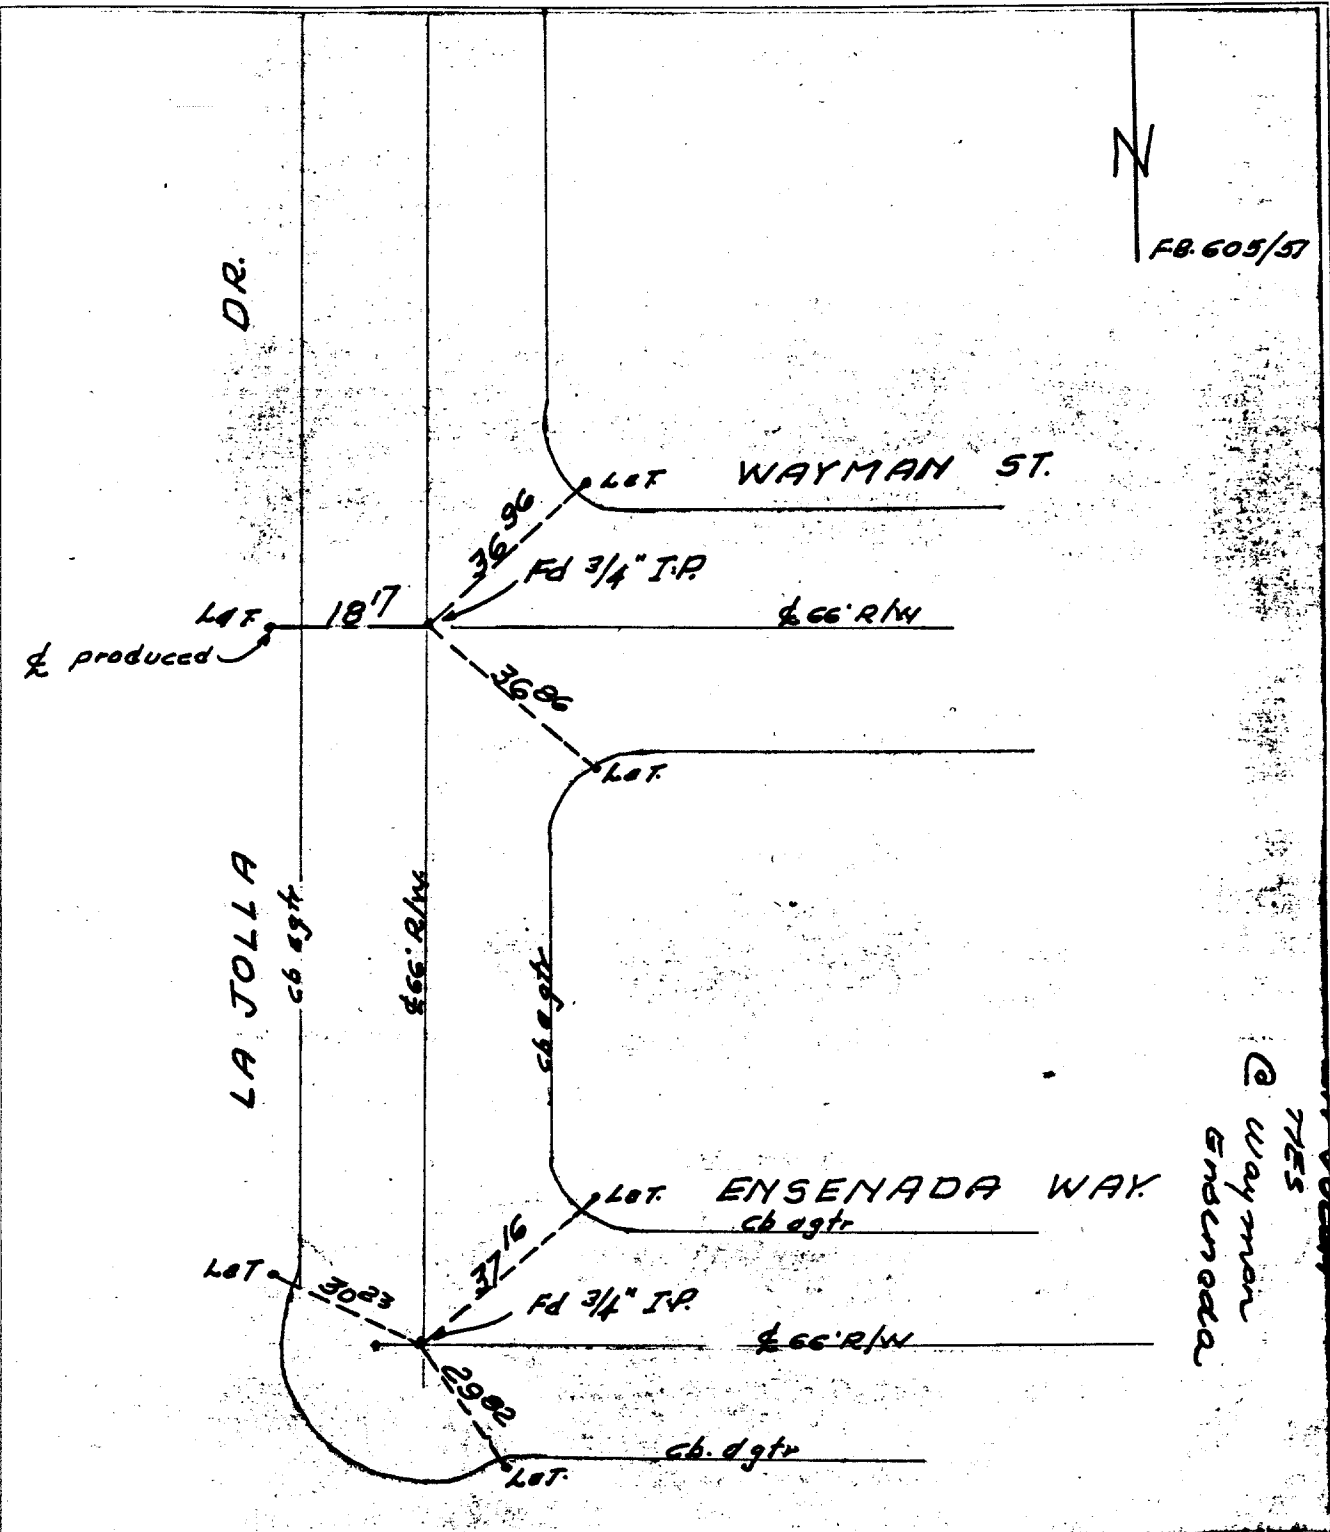 N
F.B. 605/57
DR.
L&T. WAYMAN ST.
36 96
Fd 3/4" I.P.
L&T. 18'7
℄ 66' R/W
℄ produced
36 86
L&T.
LA JOLLA
cb &gtr
℄ 66' R/W
cb &gtr
TIES
@ Wayman
Ensenada
L&T. ENSENADA WAY.
cb &gtr
37 16
L&T
30 23
Fd 3/4" I.P.
℄ 66' R/W
29 82
cb. &gtr
L&T.